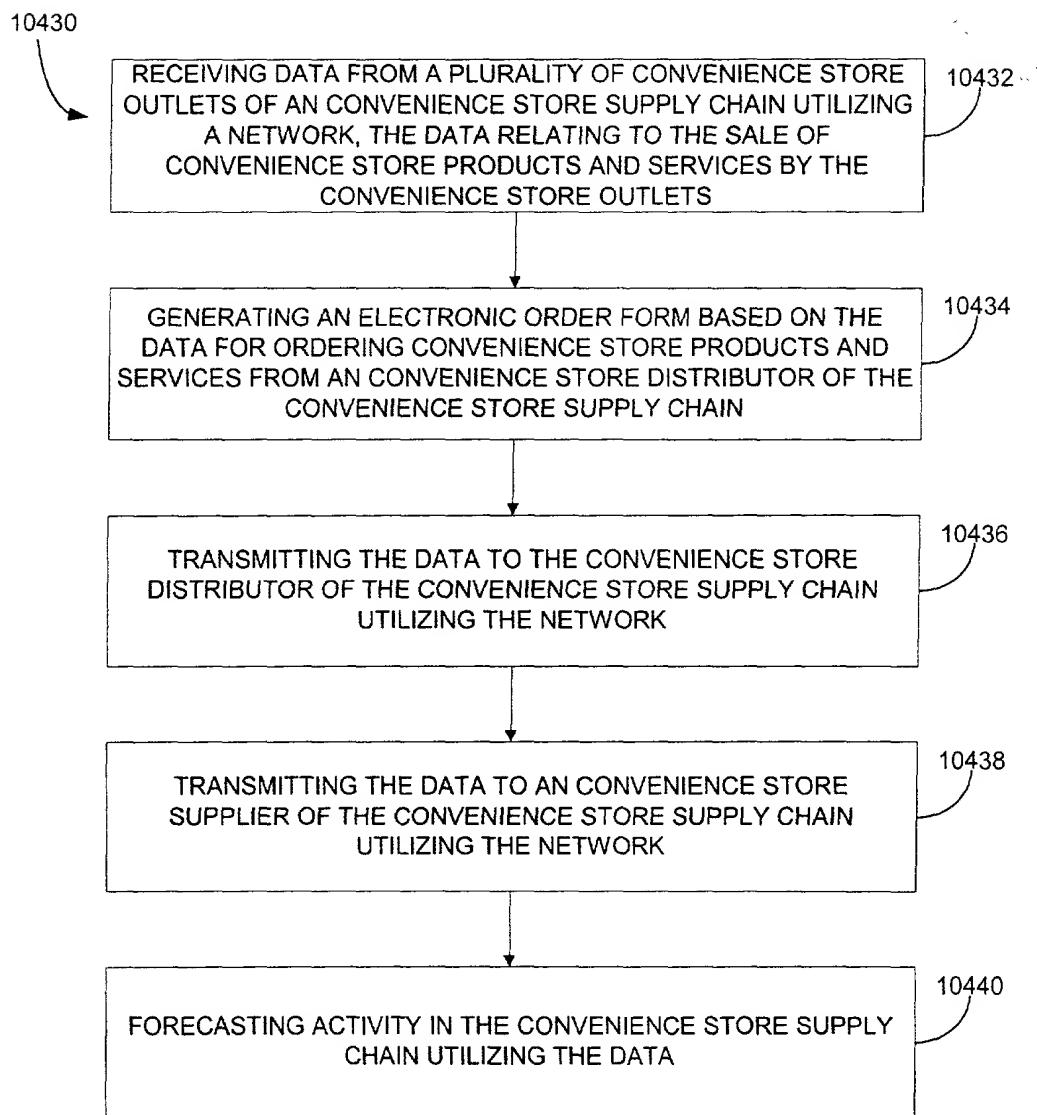 10430
RECEIVING DATA FROM A PLURALITY OF CONVENIENCE STORE
OUTLETS OF AN CONVENIENCE STORE SUPPLY CHAIN UTILIZING
A NETWORK, THE DATA RELATING TO THE SALE OF
CONVENIENCE STORE PRODUCTS AND SERVICES BY THE
CONVENIENCE STORE OUTLETS
10432
GENERATING AN ELECTRONIC ORDER FORM BASED ON THE
DATA FOR ORDERING CONVENIENCE STORE PRODUCTS AND
SERVICES FROM AN CONVENIENCE STORE DISTRIBUTOR OF THE
CONVENIENCE STORE SUPPLY CHAIN
10434
TRANSMITTING THE DATA TO THE CONVENIENCE STORE
DISTRIBUTOR OF THE CONVENIENCE STORE SUPPLY CHAIN
UTILIZING THE NETWORK
10436
TRANSMITTING THE DATA TO AN CONVENIENCE STORE
SUPPLIER OF THE CONVENIENCE STORE SUPPLY CHAIN
UTILIZING THE NETWORK
10438
FORECASTING ACTIVITY IN THE CONVENIENCE STORE SUPPLY
CHAIN UTILIZING THE DATA
10440